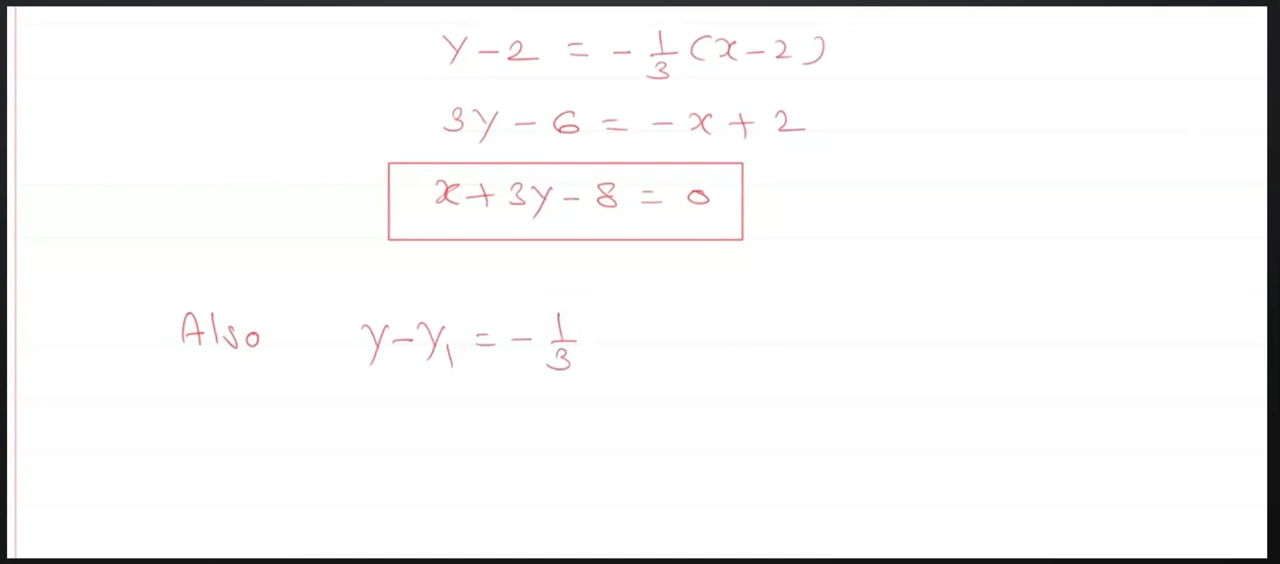 y - 2 = - 1/3 (x - 2)
3y - 6 = - x + 2
x + 3y - 8 = 0
Also y - y₁ = - 1/3